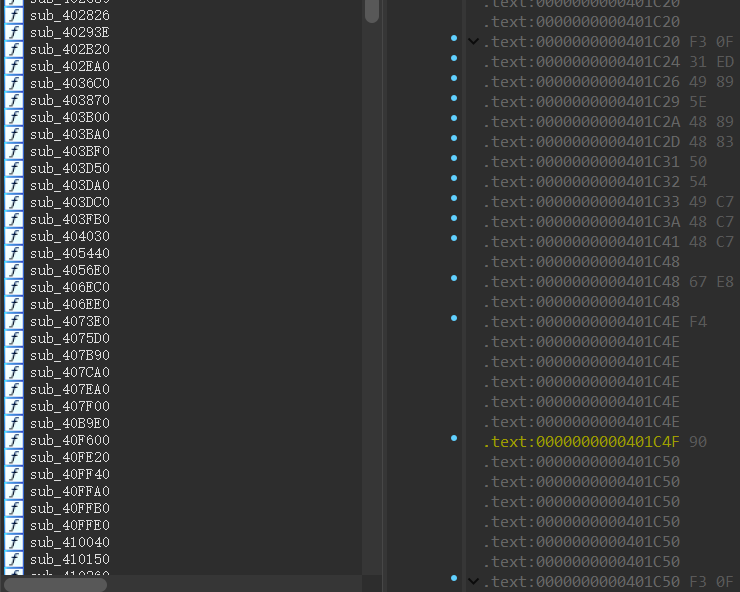 sub_402826
sub_40293E
sub_402B20
sub_402EA0
sub_4036C0
sub_403870
sub_403B00
sub_403BA0
sub_403BF0
sub_403D50
sub_403DA0
sub_403DC0
sub_403FB0
sub_404030
sub_405440
sub_4056E0
sub_406EC0
sub_406EE0
sub_4073E0
sub_4075D0
sub_407B90
sub_407CA0
sub_407EA0
sub_407F00
sub_40B9E0
sub_40F600
sub_40FE20
sub_40FF40
sub_40FFA0
sub_40FFB0
sub_40FFE0
sub_410040
sub_410150
.text:0000000000401C20
.text:0000000000401C20
.text:0000000000401C20 F3 0F
.text:0000000000401C24 31 ED
.text:0000000000401C26 49 89
.text:0000000000401C29 5E
.text:0000000000401C2A 48 89
.text:0000000000401C2D 48 83
.text:0000000000401C31 50
.text:0000000000401C32 54
.text:0000000000401C33 49 C7
.text:0000000000401C3A 48 C7
.text:0000000000401C41 48 C7
.text:0000000000401C48
.text:0000000000401C48 67 E8
.text:0000000000401C48
.text:0000000000401C4E F4
.text:0000000000401C4E
.text:0000000000401C4E
.text:0000000000401C4E
.text:0000000000401C4E
.text:0000000000401C4E
.text:0000000000401C4F 90
.text:0000000000401C50
.text:0000000000401C50
.text:0000000000401C50
.text:0000000000401C50
.text:0000000000401C50
.text:0000000000401C50
.text:0000000000401C50 F3 0F